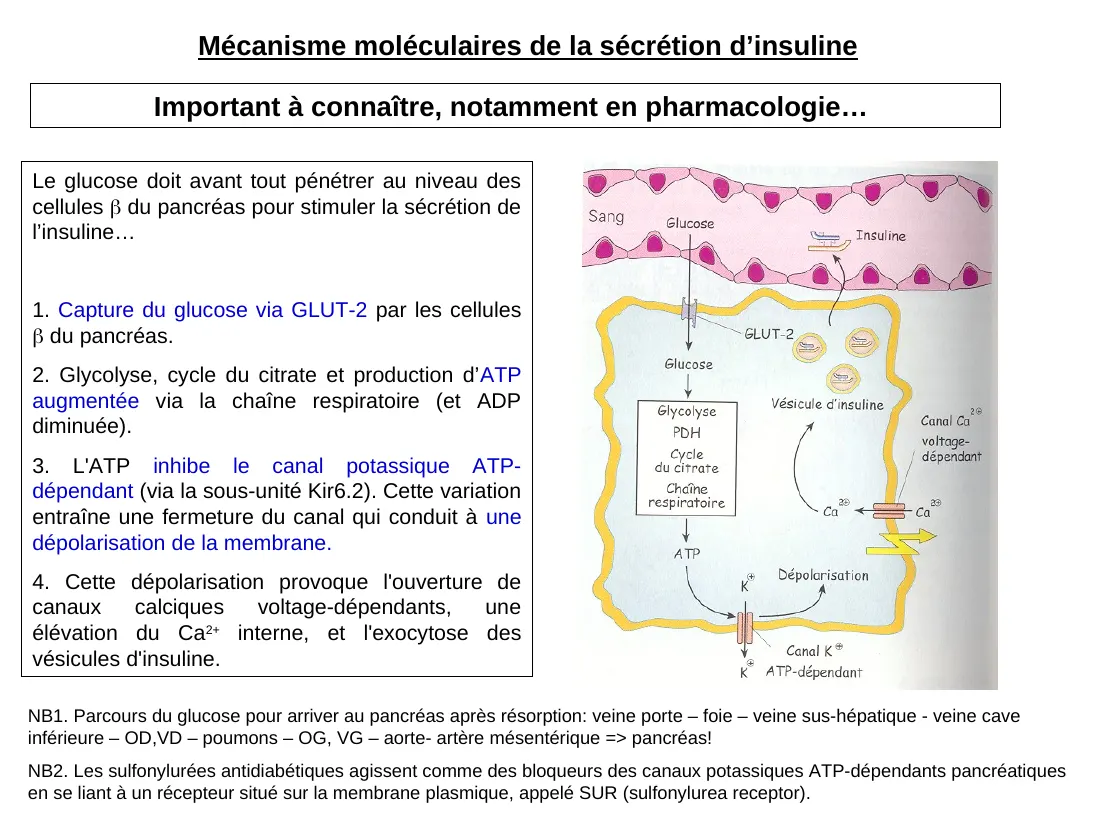 Mécanisme moléculaires de la sécrétion d’insuline
Important à connaître, notamment en pharmacologie…
Le glucose doit avant tout pénétrer au niveau des
cellules β du pancréas pour stimuler la sécrétion de
l’insuline…
1. Capture du glucose via GLUT-2 par les cellules
β du pancréas.
2. Glycolyse, cycle du citrate et production d’ATP
augmentée via la chaîne respiratoire (et ADP
diminuée).
3. L'ATP inhibe le canal potassique ATP-
dépendant (via la sous-unité Kir6.2). Cette variation
entraîne une fermeture du canal qui conduit à une
dépolarisation de la membrane.
4. Cette dépolarisation provoque l'ouverture de
canaux calciques voltage-dépendants, une
élévation du Ca²⁺ interne, et l'exocytose des
vésicules d'insuline.
Sang
Glucose
Insuline
GLUT-2
Glucose
Vésicule d'insuline
Glycolyse
PDH
Cycle
du citrate
Chaîne
respiratoire
Canal Ca²⊕
voltage-
dépendant
Ca²⊕
Ca²⊕
ATP
Dépolarisation
K⊕
Canal K⊕
ATP-dépendant
K⊕
NB1. Parcours du glucose pour arriver au pancréas après résorption: veine porte – foie – veine sus-hépatique - veine cave
inférieure – OD,VD – poumons – OG, VG – aorte- artère mésentérique => pancréas!
NB2. Les sulfonylurées antidiabétiques agissent comme des bloqueurs des canaux potassiques ATP-dépendants pancréatiques
en se liant à un récepteur situé sur la membrane plasmique, appelé SUR (sulfonylurea receptor).